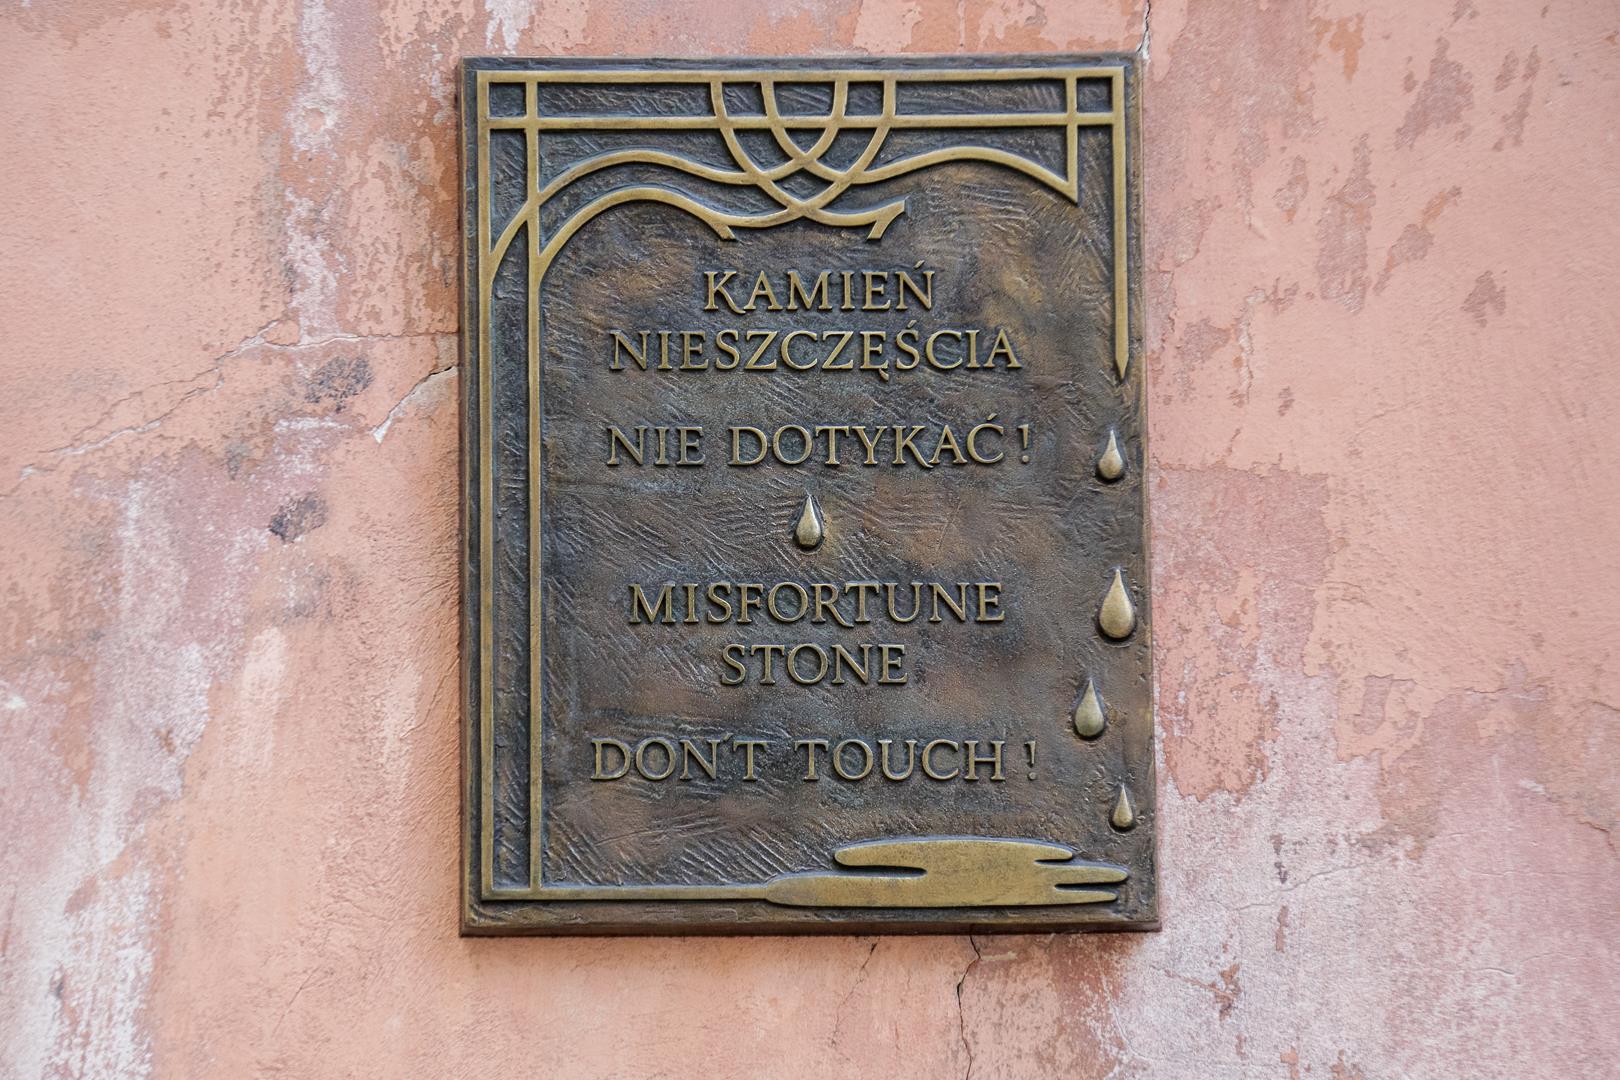 KAMIEŃ
NIESZCZĘŚCIA
NIE DOTYKAĆ!
MISFORTUNE
STONE
DON'T TOUCH!